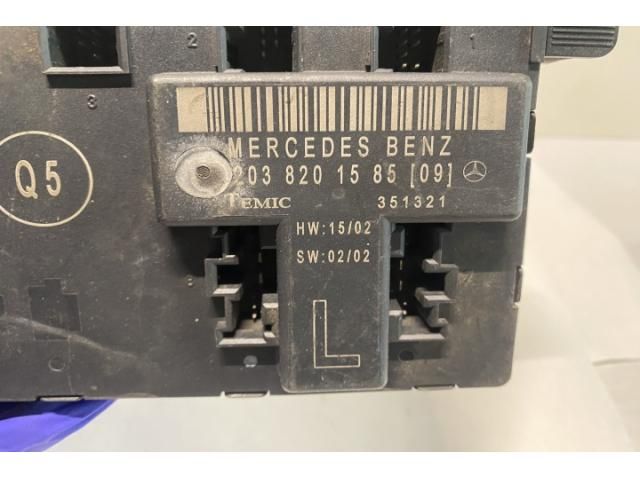 2
1
3
MERCEDES BENZ
203 820 15 85 [09]
Q5
TEMIC 351321
HW:15/02
SW:02/02
L